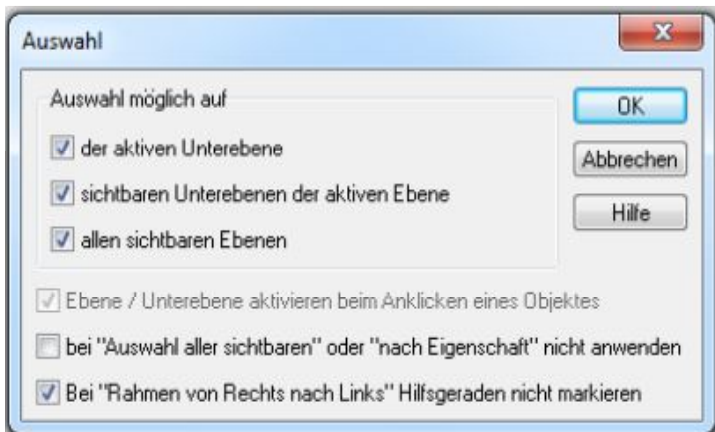 Auswahl
Auswahl möglich auf
der aktiven Unterebene
sichtbaren Unterebenen der aktiven Ebene
allen sichtbaren Ebenen
OK
Abbrechen
Hilfe
Ebene / Unterebene aktivieren beim Anklicken eines Objektes
bei "Auswahl aller sichtbaren" oder "nach Eigenschaft" nicht anwenden
Bei "Rahmen von Rechts nach Links" Hilfsgeraden nicht markieren